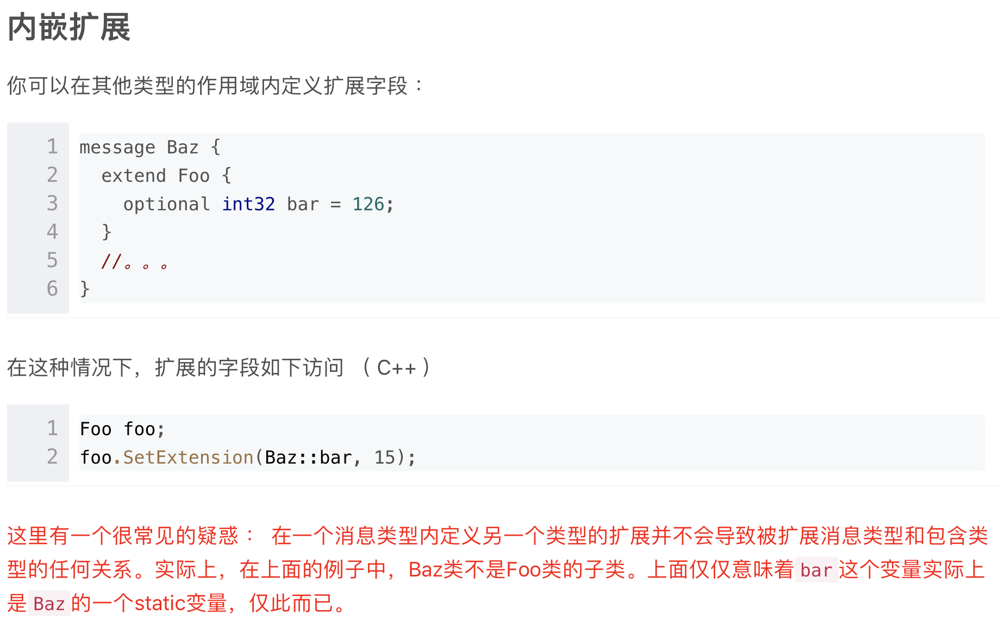 内嵌扩展
你可以在其他类型的作用域内定义扩展字段：
1 message Baz {
2   extend Foo {
3     optional int32 bar = 126;
4   }
5   //。。。
6 }
在这种情况下，扩展的字段如下访问 （C++）
1 Foo foo;
2 foo.SetExtension(Baz::bar, 15);
这里有一个很常见的疑惑： 在一个消息类型内定义另一个类型的扩展并不会导致被扩展消息类型和包含类
型的任何关系。实际上，在上面的例子中，Baz类不是Foo类的子类。上面仅仅意味着bar这个变量实际上
是Baz的一个static变量，仅此而已。